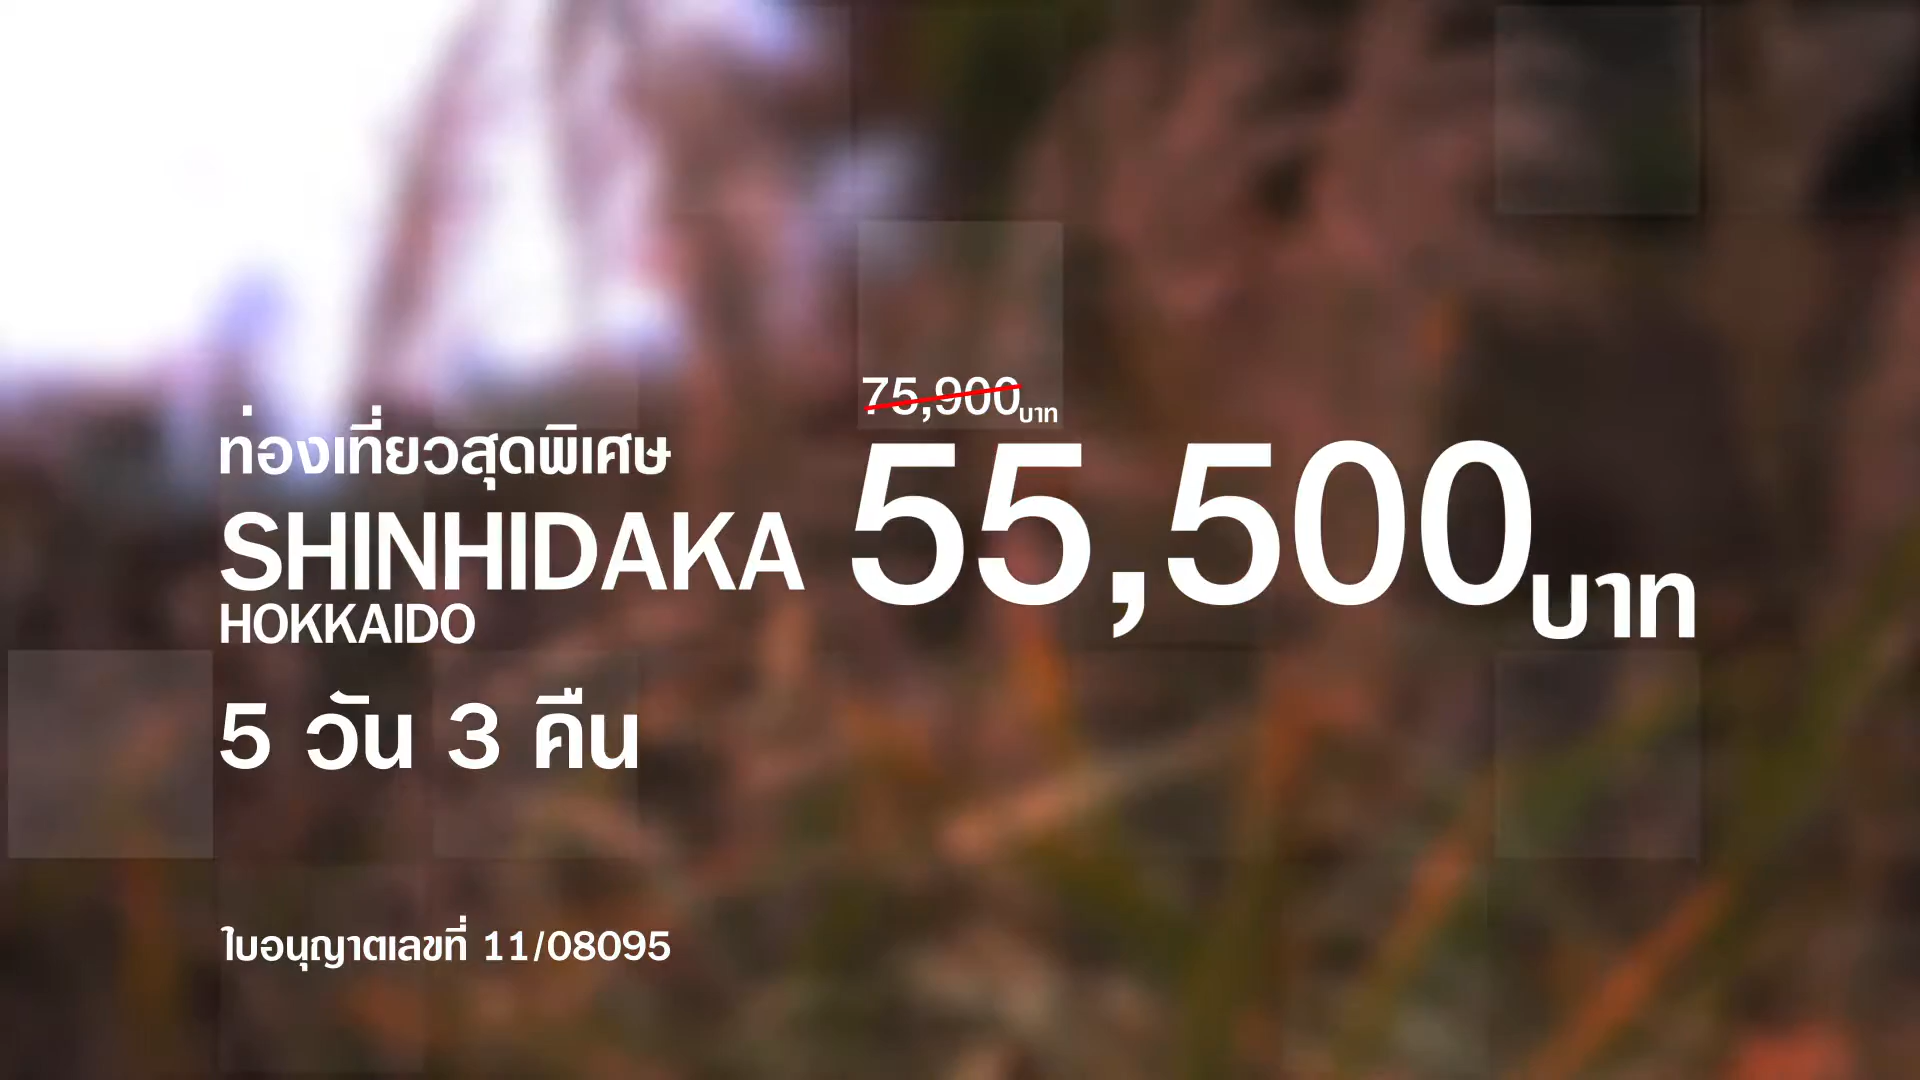 ท่องเที่ยวสุดพิเศษ
SHINHIDAKA
HOKKAIDO
5 วัน 3 คืน
75,900บาท
55,500บาท
ใบอนุญาตเลขที่ 11/08095